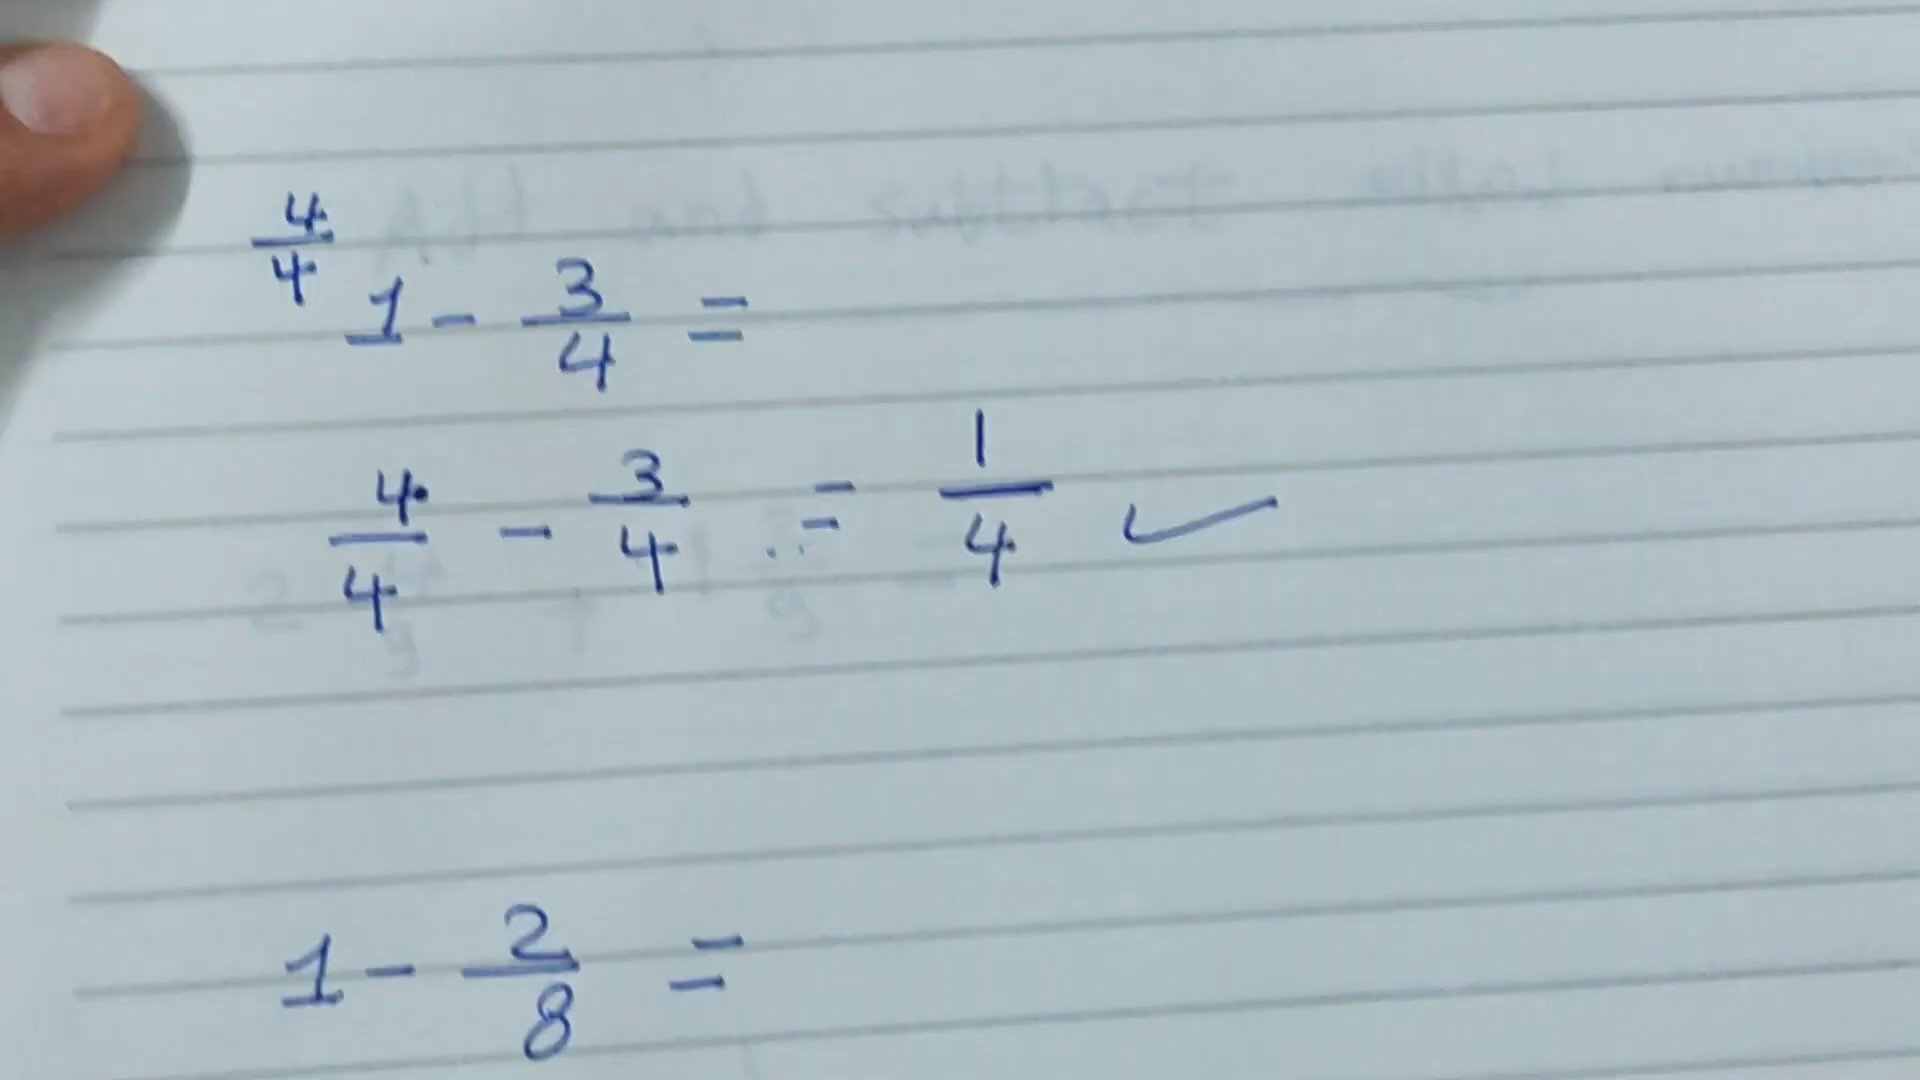 4/4
1 - 3/4 =
4/4 - 3/4 = 1/4 ✓
1 - 2/8 =